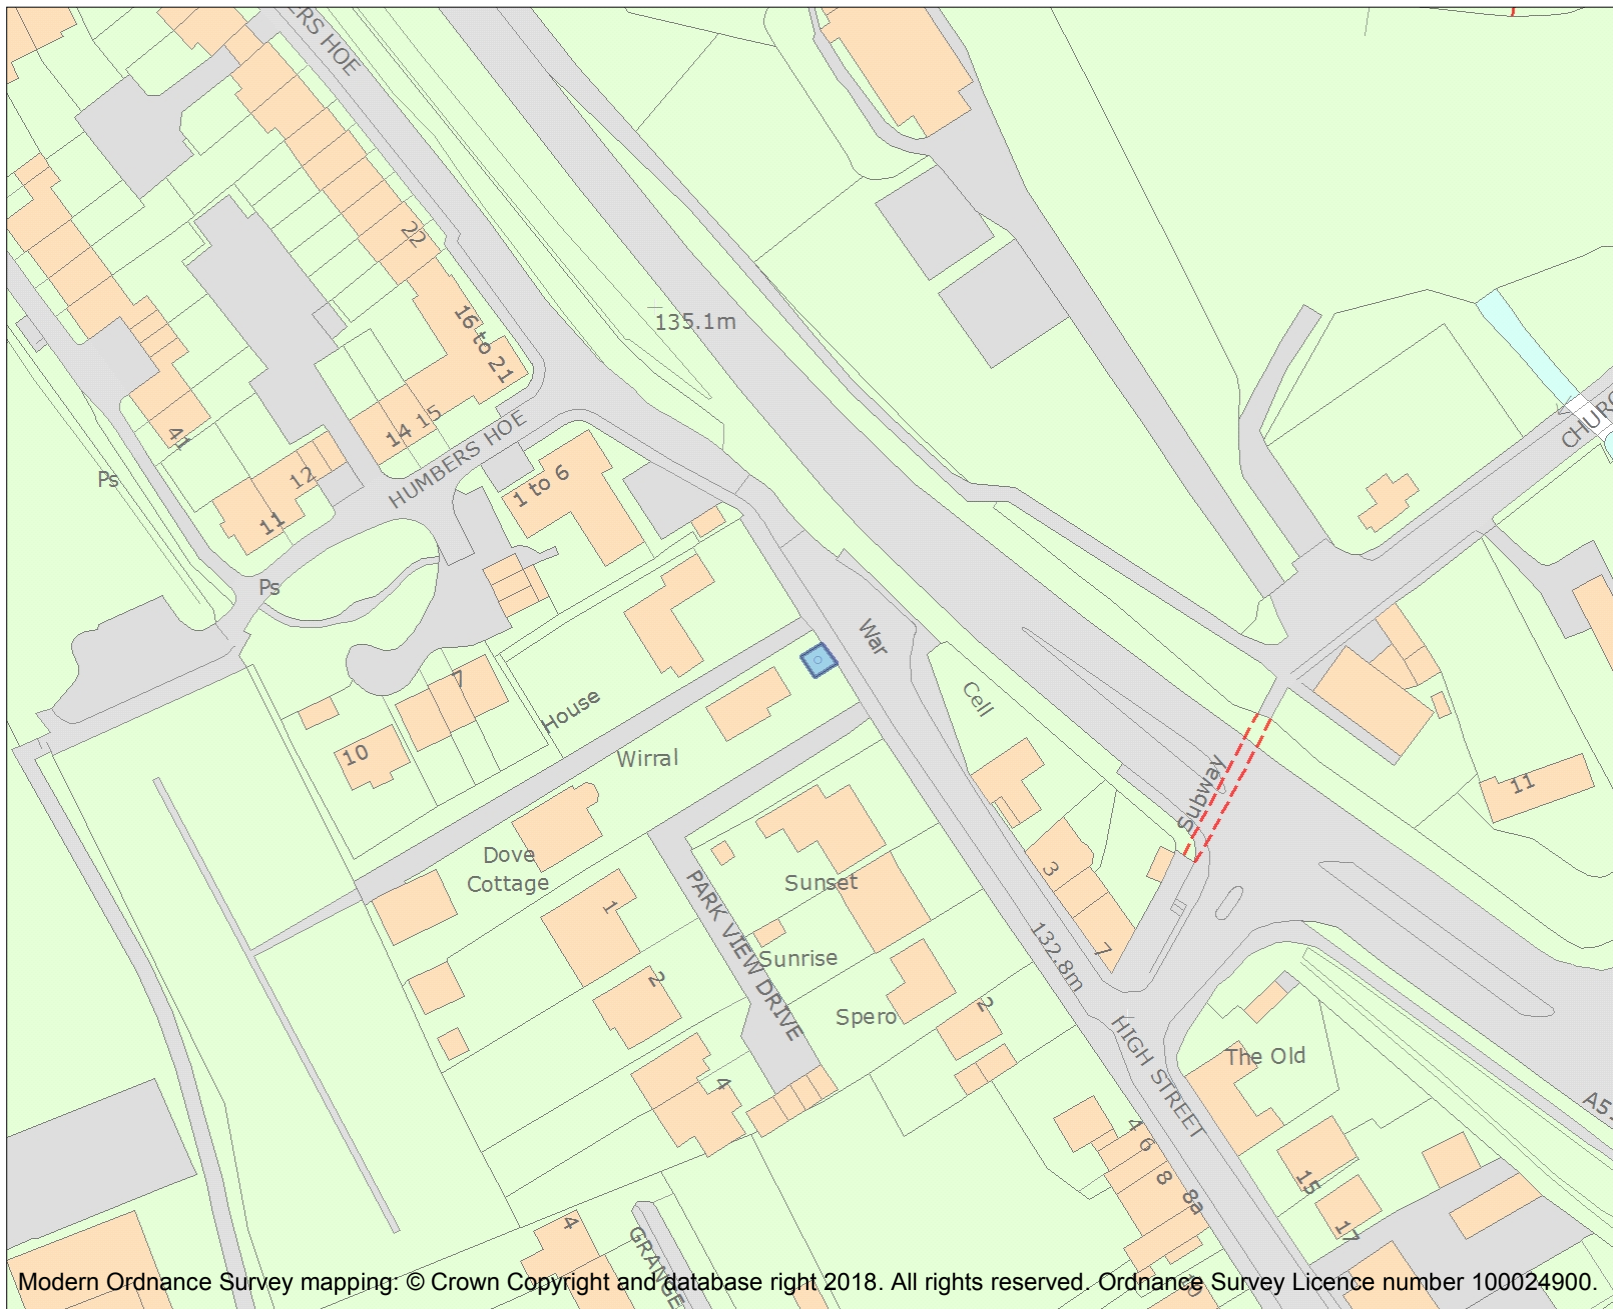 ERS HOE
22
135.1m
16 to 21
CHURC
41
14 15
HUMBERS HOE
Ps
12
1 to 6
11
Ps
War
7
Cell
House
10
Wirral
Subway
11
Dove
Cottage
Sunset
3
1
PARK VIEW DRIVE
132.8m
7
Sunrise
2
2
Spero
HIGH STREET
The Old
4
A5
4
6
8
8a
15
17
4
GRANGE
Modern Ordnance Survey mapping: © Crown Copyright and database right 2018. All rights reserved. Ordnance Survey Licence number 100024900.